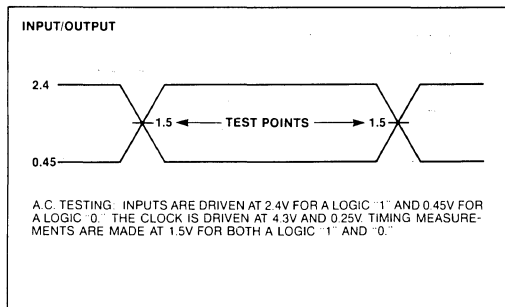 INPUT/OUTPUT
2.4
1.5 TEST POINTS 1.5
0.45
A.C. TESTING: INPUTS ARE DRIVEN AT 2.4V FOR A LOGIC "1" AND 0.45V FOR
A LOGIC "0." THE CLOCK IS DRIVEN AT 4.3V AND 0.25V. TIMING MEASURE-
MENTS ARE MADE AT 1.5V FOR BOTH A LOGIC "1" AND "0."